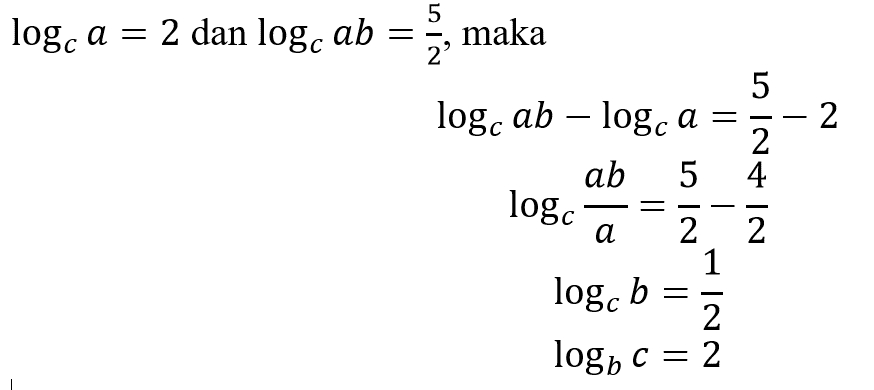 log_c a = 2 dan log_c ab = 5/2, maka
log_c ab − log_c a = 5/2 − 2
log_c ab/a = 5/2 − 4/2
log_c b = 1/2
log_b c = 2